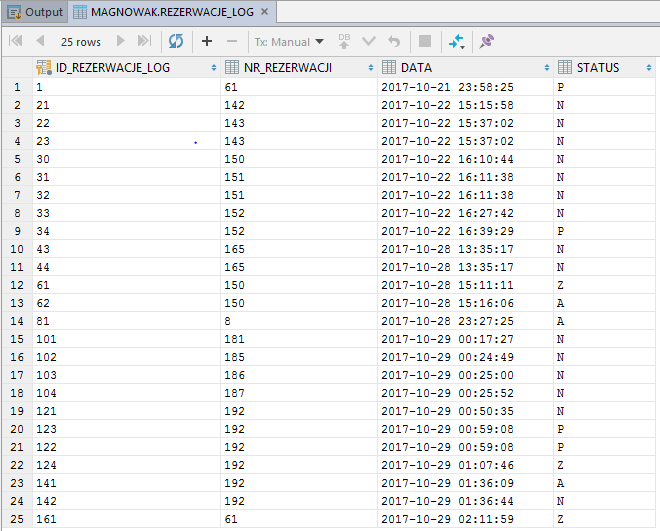 Output MAGNOWAK.REZERWACJE_LOG
25 rows Tx: Manual DB
ID_REZERWACJE_LOG NR_REZERWACJI DATA STATUS
1 1 61 2017-10-21 23:58:25 P
2 21 142 2017-10-22 15:15:58 N
3 22 143 2017-10-22 15:37:02 N
4 23 143 2017-10-22 15:37:02 N
5 30 150 2017-10-22 16:10:44 N
6 31 151 2017-10-22 16:11:38 N
7 32 151 2017-10-22 16:11:38 N
8 33 152 2017-10-22 16:27:42 N
9 34 152 2017-10-22 16:39:29 P
10 43 165 2017-10-28 13:35:17 N
11 44 165 2017-10-28 13:35:17 N
12 61 150 2017-10-28 15:11:11 Z
13 62 150 2017-10-28 15:16:06 A
14 81 8 2017-10-28 23:27:25 A
15 101 181 2017-10-29 00:17:27 N
16 102 185 2017-10-29 00:24:49 N
17 103 186 2017-10-29 00:25:00 N
18 104 187 2017-10-29 00:25:52 N
19 121 192 2017-10-29 00:50:35 N
20 123 192 2017-10-29 00:59:08 P
21 122 192 2017-10-29 00:59:08 P
22 124 192 2017-10-29 01:07:46 Z
23 141 192 2017-10-29 01:36:09 A
24 142 192 2017-10-29 01:36:44 N
25 161 61 2017-10-29 02:11:59 Z